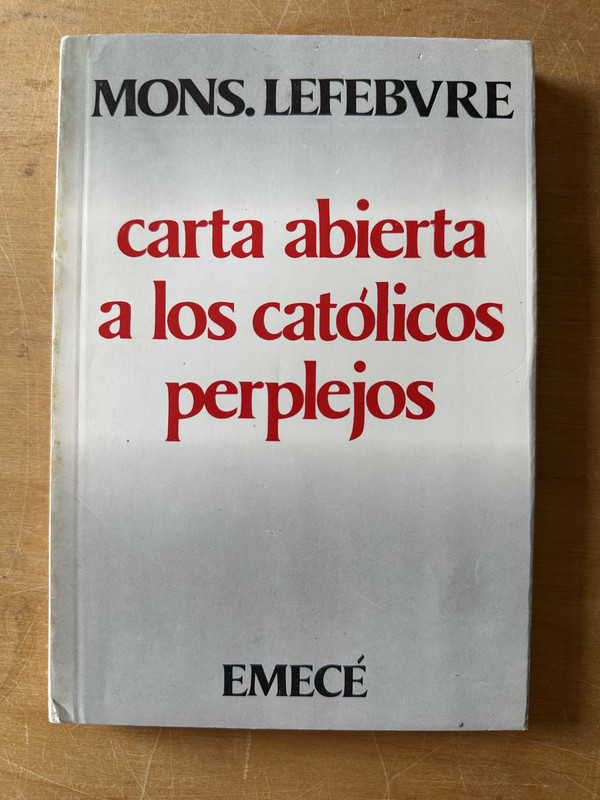 MONS. LEFEBVRE
carta abierta
a los católicos
perplejos
EMECÉ